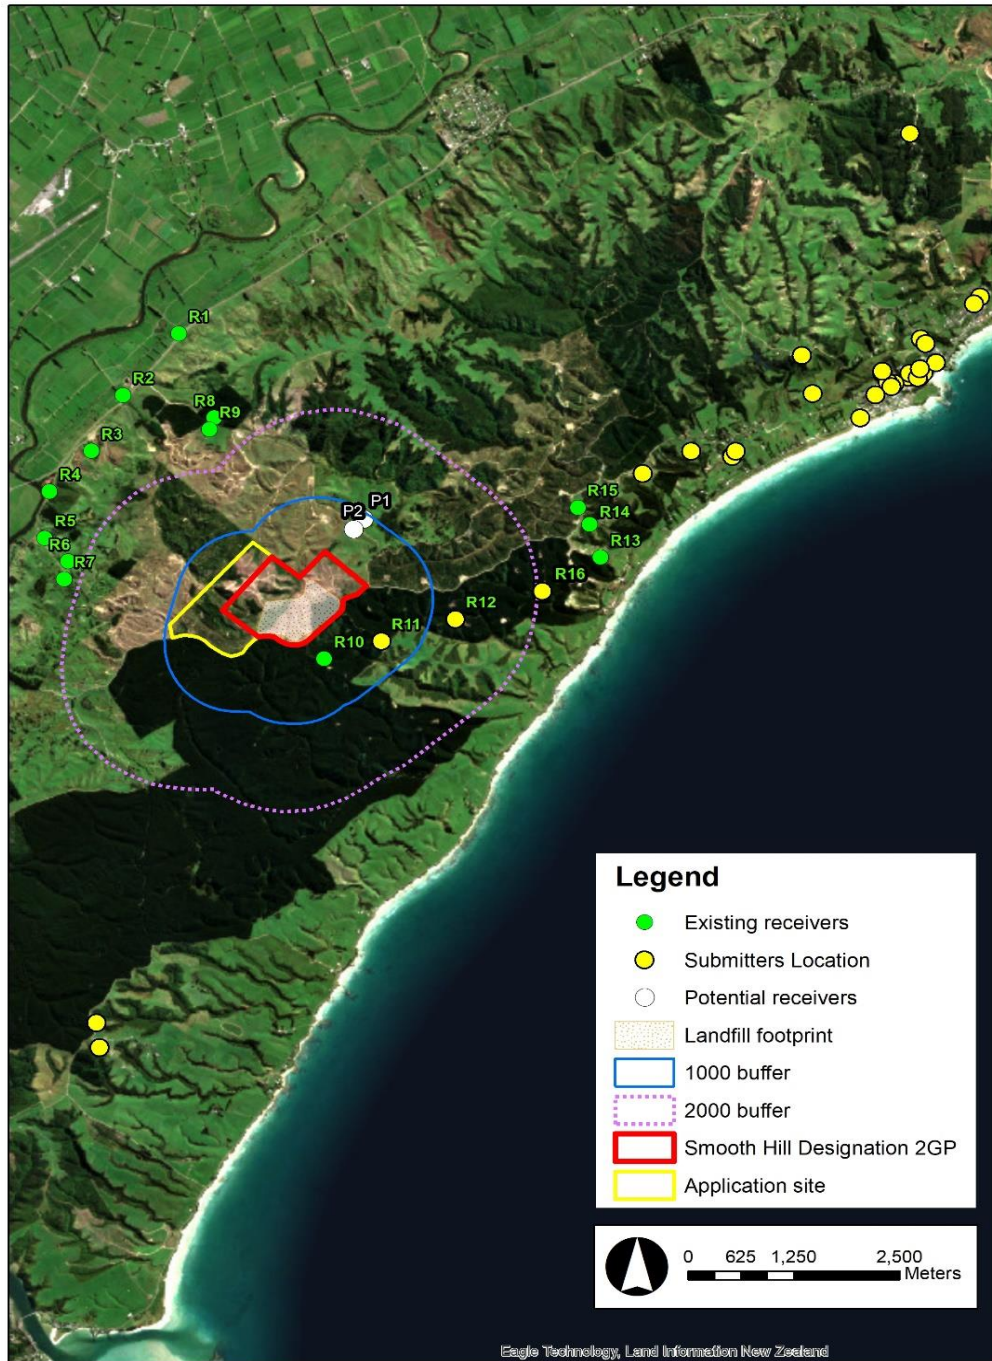 R1
R2
R8
R9
R3
R4
R15
P1
P2
R14
R5
R6
R13
R7
R16
R12
R11
R10
Legend
Existing receivers
Submitters Location
Potential receivers
Landfill footprint
1000 buffer
2000 buffer
Smooth Hill Designation 2GP
Application site
0 625 1,250 2,500
Meters
Eagle Technology, Land Information New Zealand